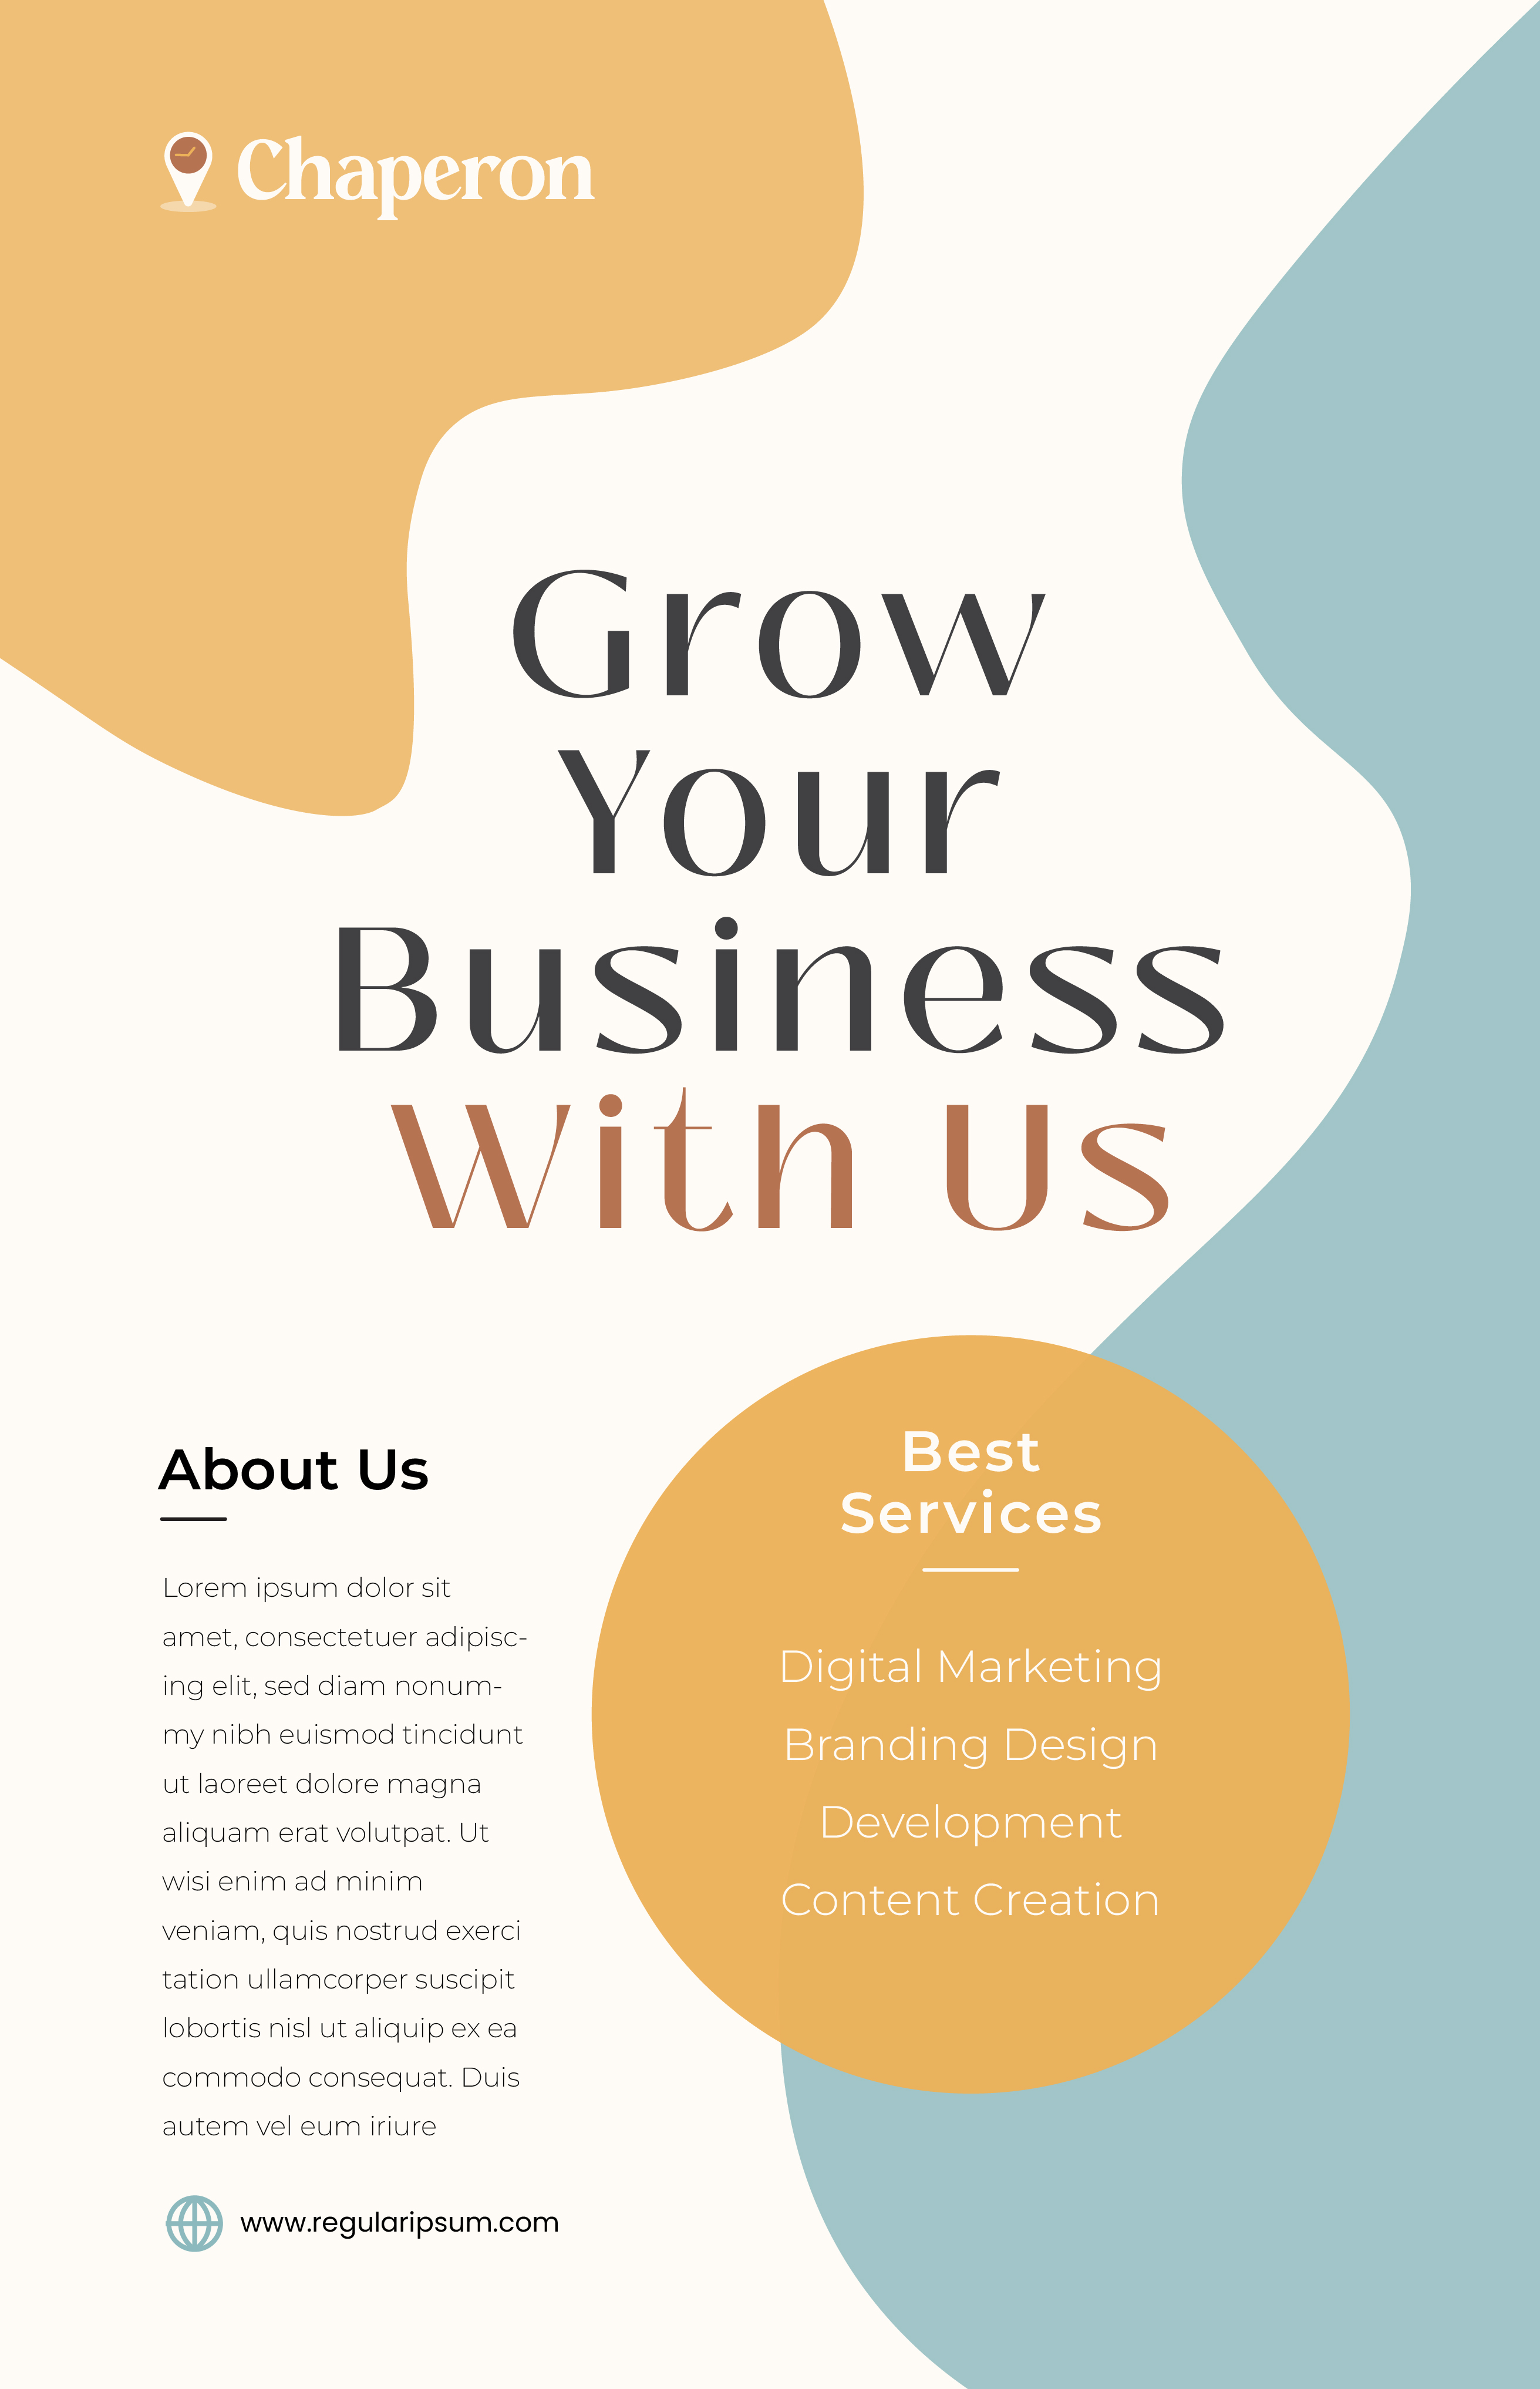 Chaperon
Grow
Your
Business
With Us
About Us
Lorem ipsum dolor sit
amet, consectetuer adipisc-
ing elit, sed diam nonum-
my nibh euismod tincidunt
ut laoreet dolore magna
aliquam erat volutpat. Ut
wisi enim ad minim
veniam, quis nostrud exerci
tation ullamcorper suscipit
lobortis nisl ut aliquip ex ea
commodo consequat. Duis
autem vel eum iriure
www.regularipsum.com
Best
Services
Digital Marketing
Branding Design
Development
Content Creation